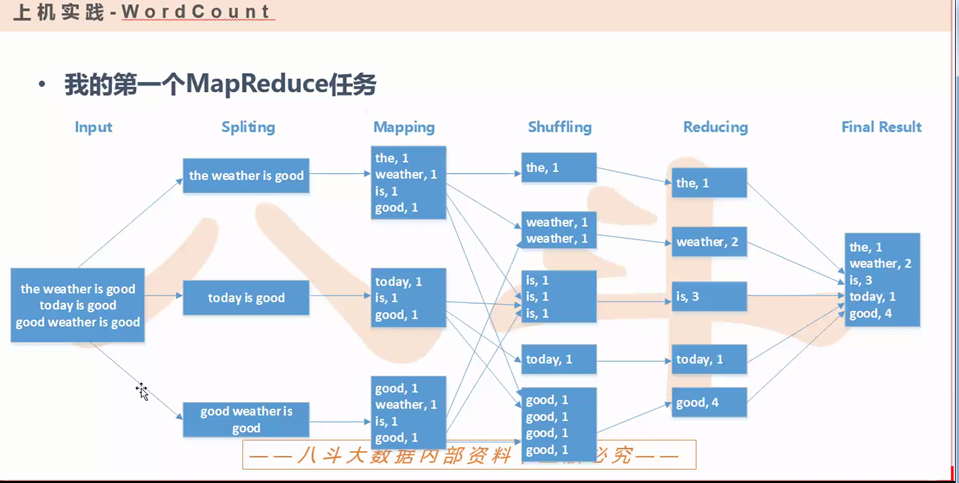 上机实践-WordCount
• 我的第一个MapReduce任务
Input
Spliting
Mapping
Shuffling
Reducing
Final Result
the weather is good
today is good
good weather is good
the weather is good
today is good
good weather is
good
the, 1
weather, 1
is, 1
good, 1
today, 1
is, 1
good, 1
good, 1
weather, 1
is, 1
good, 1
the, 1
weather, 1
weather, 1
is, 1
is, 1
is, 1
today, 1
good, 1
good, 1
good, 1
good, 1
the, 1
weather, 2
is, 3
today, 1
good, 4
the, 1
weather, 2
is, 3
today, 1
good, 4
——八斗大数据内部资料 必究——